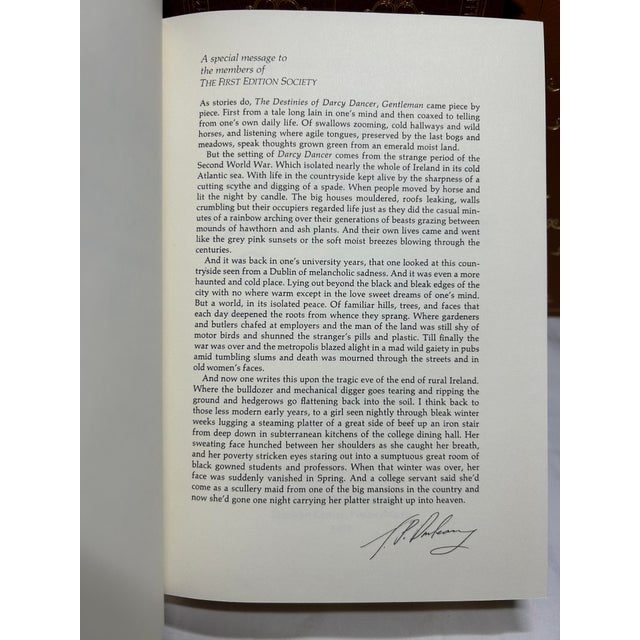 A special message to
the members of
THE FIRST EDITION SOCIETY
As stories do, The Destinies of Darcy Dancer, Gentleman came piece by
piece. First from a tale long lain in one's mind and then coaxed to telling
from one's own daily life. Of swallows zooming, cold hallways and wild
horses, and listening where agile tongues, preserved by the last bogs and
meadows, speak thoughts grown green from an emerald moist land.
But the setting of Darcy Dancer comes from the strange period of the
Second World War. Which isolated nearly the whole of Ireland in its cold
Atlantic sea. With life in the countryside kept alive by the sharpness of a
cutting scythe and digging of a spade. When people moved by horse and
lit the night by candle. The big houses mouldered, roofs leaking, walls
crumbling but their occupiers regarded life just as they did the casual min-
utes of a rainbow arching over their generations of beasts grazing between
mounds of hawthorn and ash plants. And their own lives came and went
like the grey pink sunsets or the soft moist breezes blowing through the
centuries.
And it was back in one's university years, that one looked at this coun-
tryside seen from a Dublin of melancholic sadness. And it was even a more
haunted and cold place. Lying out beyond the black and bleak edges of the
city with no where warm except in the love sweet dreams of one's mind.
But a world, in its isolated peace. Of familiar hills, trees, and faces that
each day deepened the roots from whence they sprang. Where gardeners
and butlers chafed at employers and the man of the land was still shy of
motor birds and shunned the stranger's pills and plastic. Till finally the
war was over and the metropolis blazed alight in a mad wild gaiety in pubs
amid tumbling slums and death was mourned through the streets and in
old women's faces.
And now one writes this upon the tragic eve of the end of rural Ireland.
Where the bulldozer and mechanical digger goes tearing and ripping the
ground and hedgerows go flattening back into the soil. I think back to
those less modern early years, to a girl seen nightly through bleak winter
weeks lugging a steaming platter of a great side of beef up an iron stair
from deep down in subterranean kitchens of the college dining hall. Her
sweating face hunched between her shoulders as she caught her breath,
and her poverty stricken eyes staring out into a sumptuous great room of
black gowned students and professors. When that winter was over, her
face was suddenly vanished in Spring. And a college servant said she'd
come as a scullery maid from one of the big mansions in the country and
now she'd gone one night carrying her platter straight up into heaven.
J. P. Donleavy